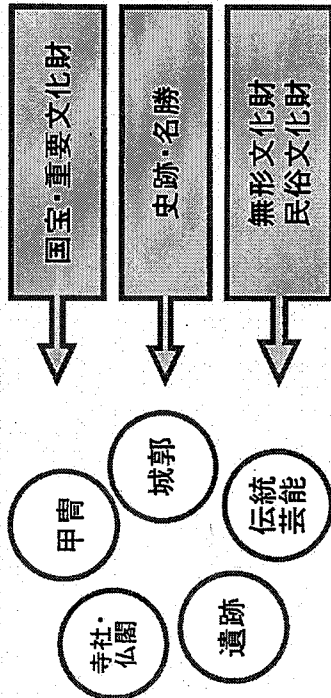 甲冑
寺社・
仏閣
城郭
遺跡
伝統
芸能
国宝・重要文化財
史跡・名勝
無形文化財
民俗文化財